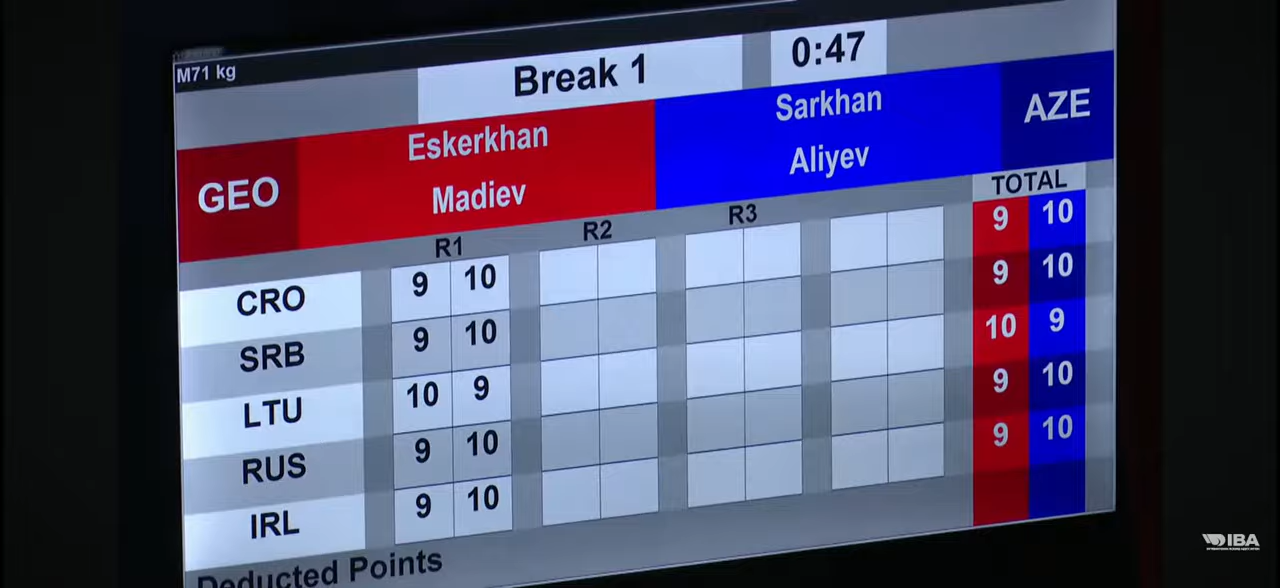 M71 kg
Break 1
0:47
GEO
Eskerkhan
Madiev
Sarkhan
Aliyev
AZE
R1 R2 R3 TOTAL
CRO 9 10 9 10
SRB 9 10 9 10
LTU 10 9 10 9
RUS 9 10 9 10
IRL 9 10 9 10
Deducted Points
IBA